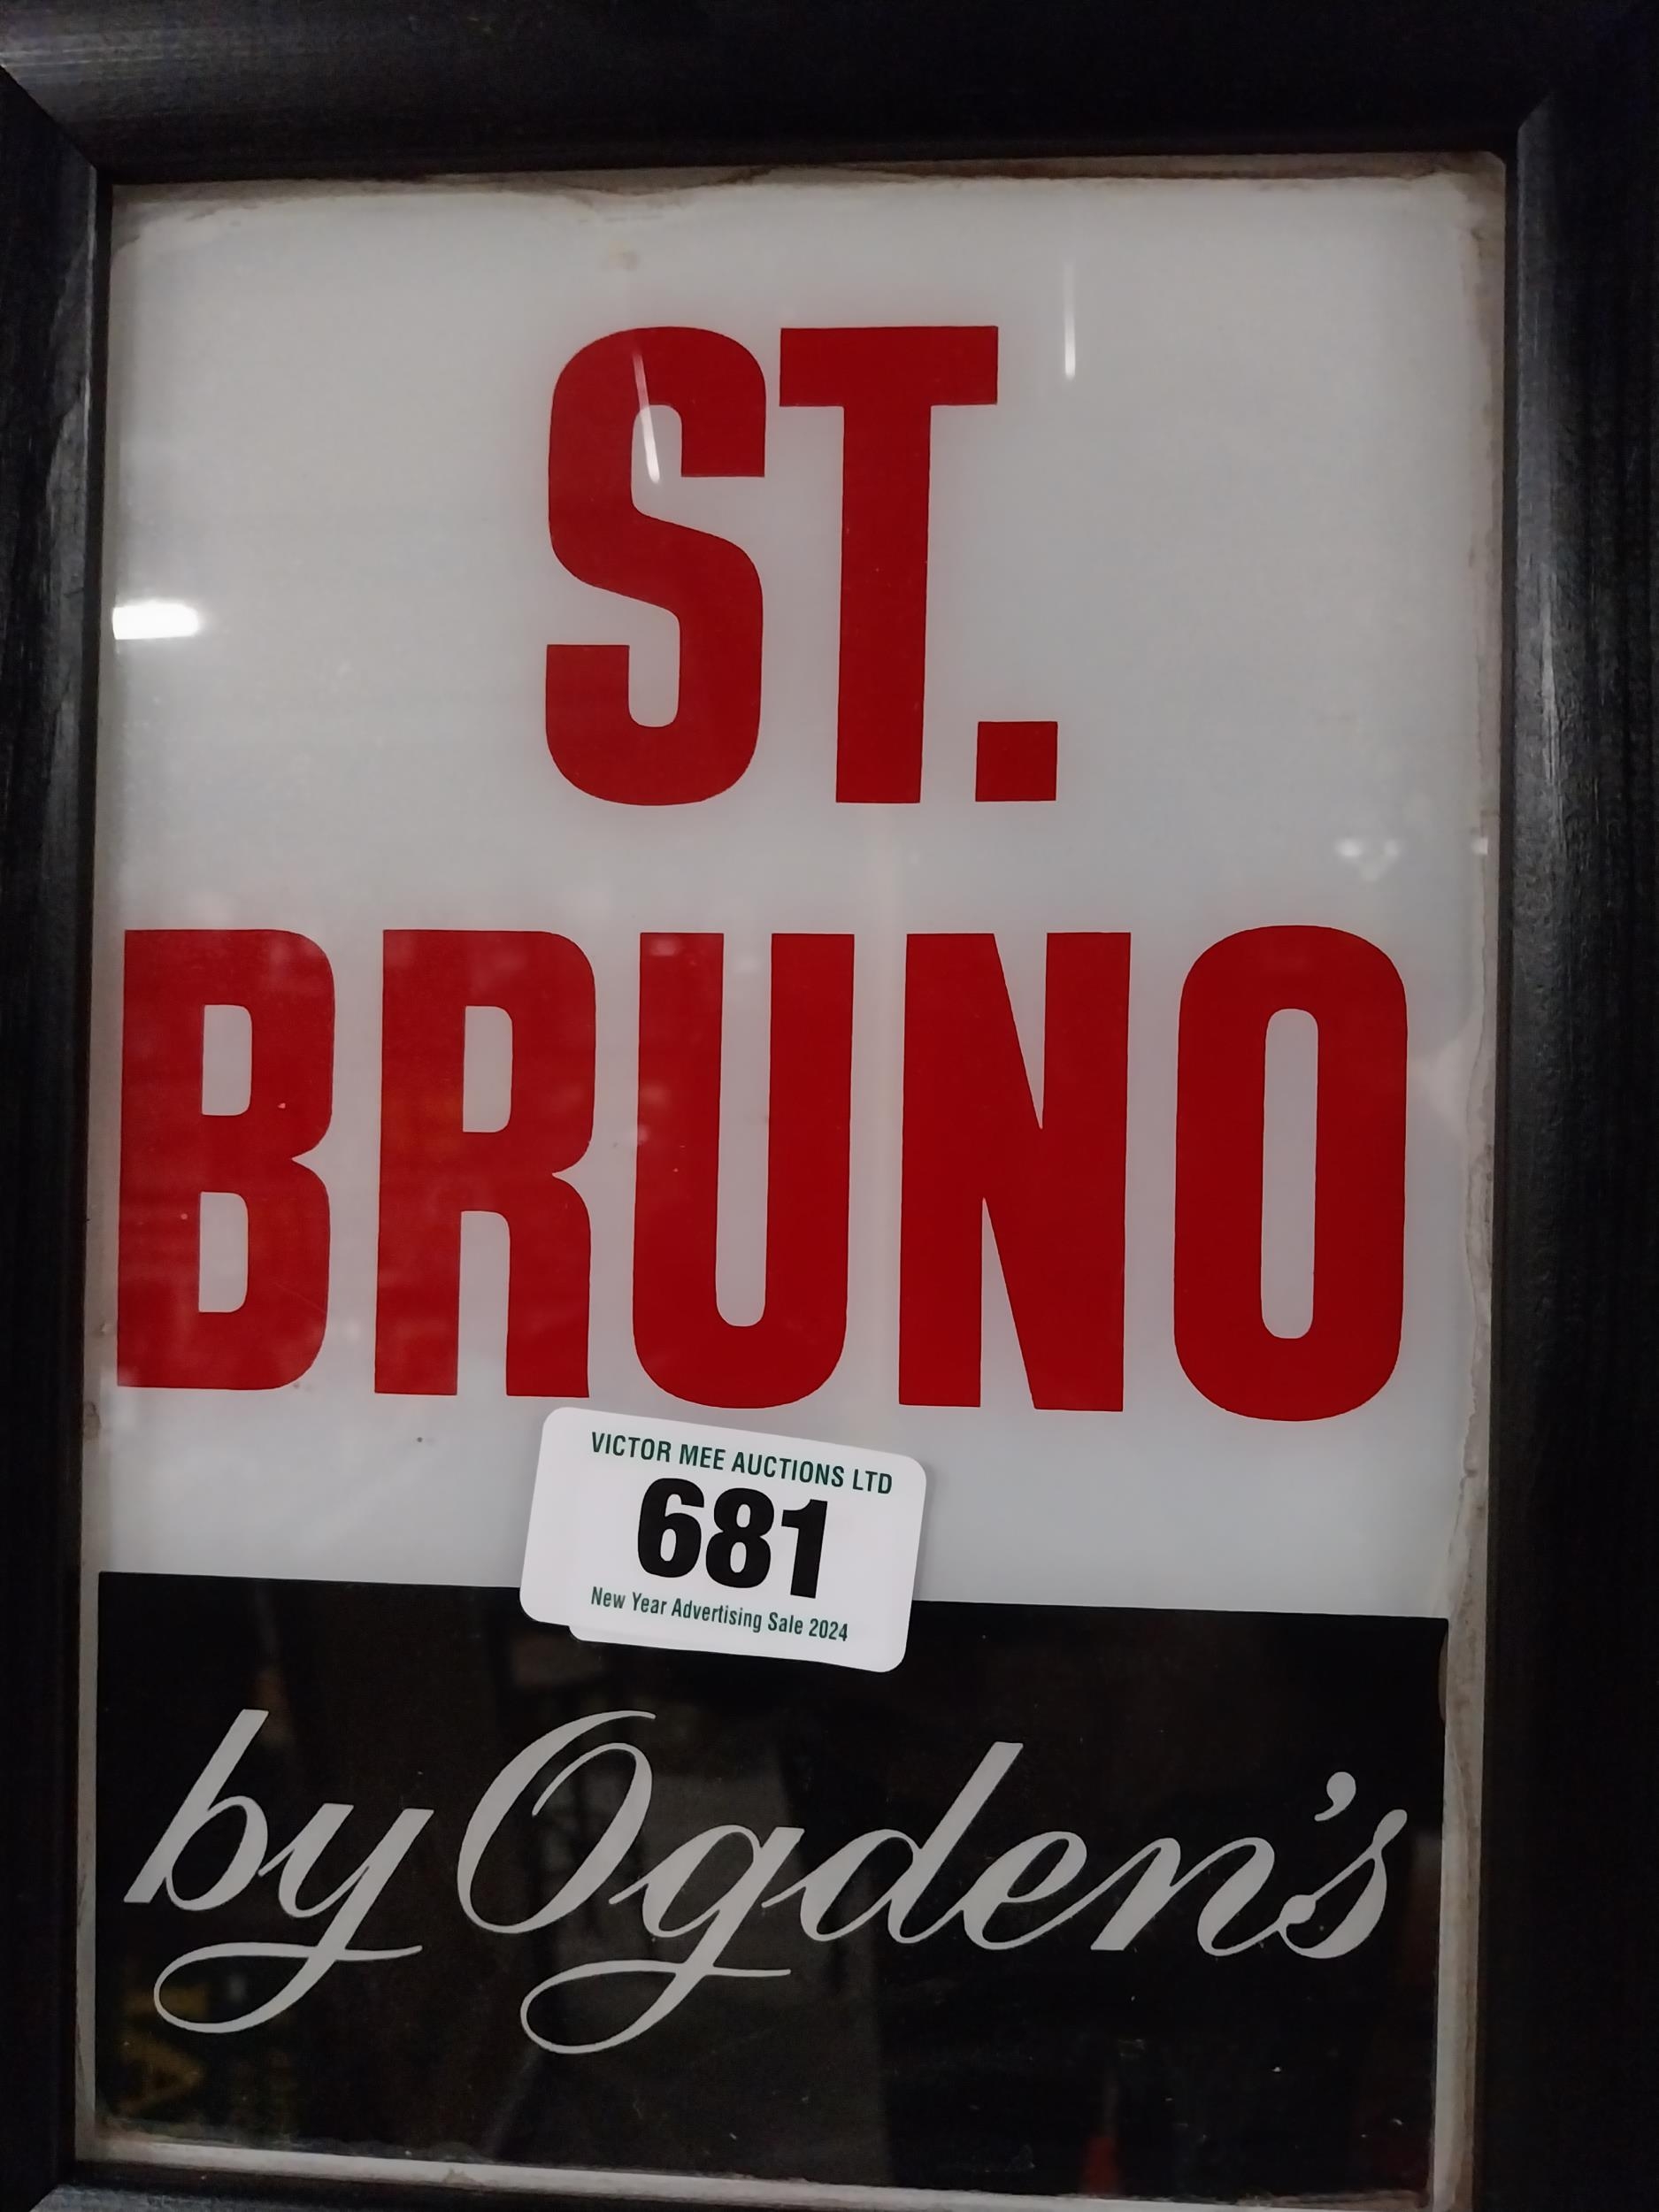 ST.
BRUNO
VICTOR MEE AUCTIONS LTD
681
New Year Advertising Sale 2024
by Ogden's